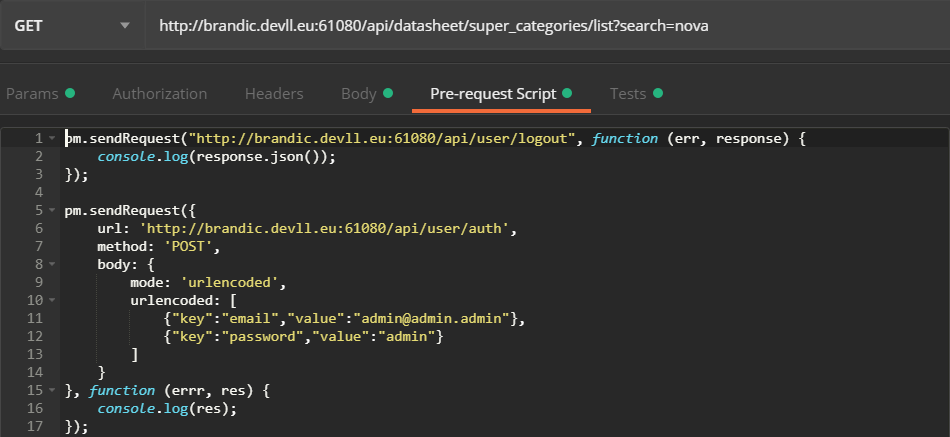 GET http://brandic.devll.eu:61080/api/datasheet/super_categories/list?search=nova
Params Authorization Headers Body Pre-request Script Tests
1 pm.sendRequest("http://brandic.devll.eu:61080/api/user/logout", function (err, response) {
2     console.log(response.json());
3 });
4
5 pm.sendRequest({
6     url: 'http://brandic.devll.eu:61080/api/user/auth',
7     method: 'POST',
8     body: {
9         mode: 'urlencoded',
10         urlencoded: [
11             {"key":"email","value":"admin@admin.admin"},
12             {"key":"password","value":"admin"}
13         ]
14     }
15 }, function (errr, res) {
16     console.log(res);
17 });